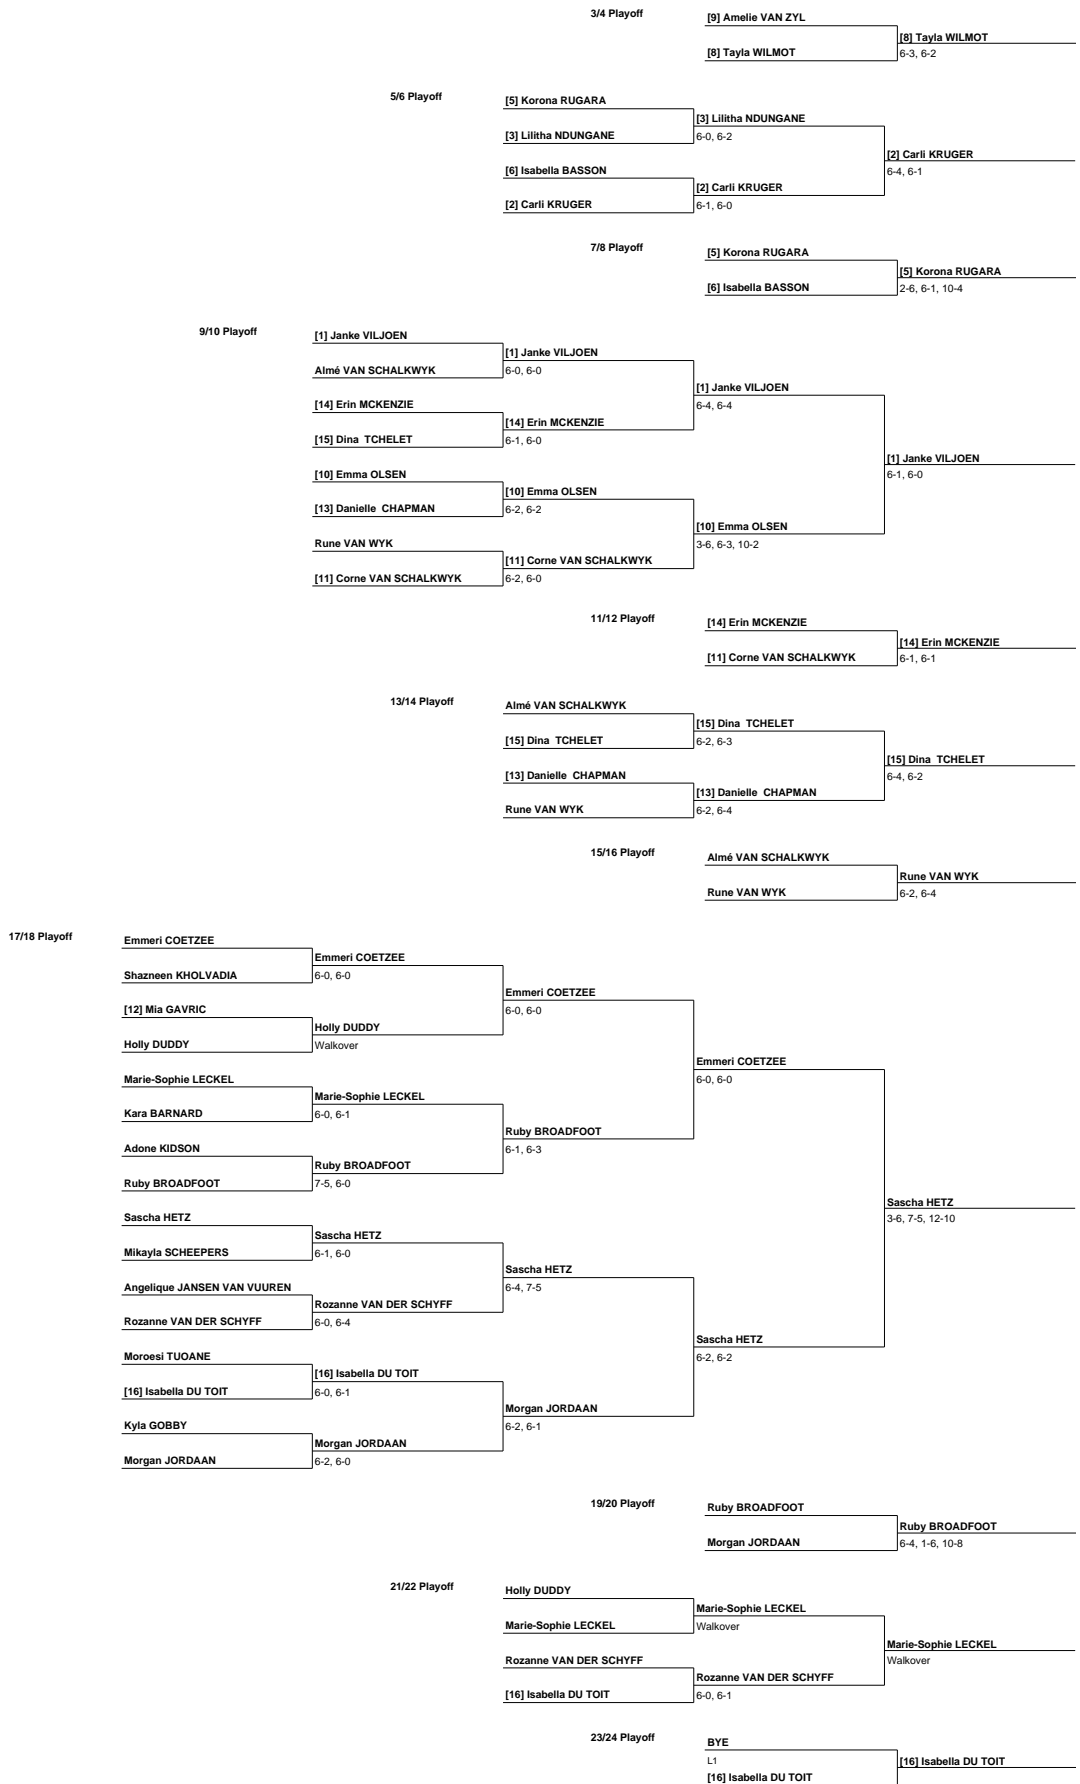 3/4 Playoff
[9] Amelie VAN ZYL
[8] Tayla WILMOT
[8] Tayla WILMOT
6-3, 6-2
5/6 Playoff
[5] Korona RUGARA
[3] Lilitha NDUNGANE
[3] Lilitha NDUNGANE
6-0, 6-2
[2] Carli KRUGER
6-4, 6-1
[6] Isabella BASSON
[2] Carli KRUGER
[2] Carli KRUGER
6-1, 6-0
7/8 Playoff
[5] Korona RUGARA
[5] Korona RUGARA
[6] Isabella BASSON
2-6, 6-1, 10-4
9/10 Playoff
[1] Janke VILJOEN
[1] Janke VILJOEN
Almé VAN SCHALKWYK
6-0, 6-0
[1] Janke VILJOEN
6-4, 6-4
[14] Erin MCKENZIE
[14] Erin MCKENZIE
[15] Dina TCHELET
6-1, 6-0
[1] Janke VILJOEN
6-1, 6-0
[10] Emma OLSEN
[10] Emma OLSEN
[13] Danielle CHAPMAN
6-2, 6-2
[10] Emma OLSEN
3-6, 6-3, 10-2
Rune VAN WYK
[11] Corne VAN SCHALKWYK
[11] Corne VAN SCHALKWYK
6-2, 6-0
11/12 Playoff
[14] Erin MCKENZIE
[14] Erin MCKENZIE
[11] Corne VAN SCHALKWYK
6-1, 6-1
13/14 Playoff
Almé VAN SCHALKWYK
[15] Dina TCHELET
[15] Dina TCHELET
6-2, 6-3
[15] Dina TCHELET
6-4, 6-2
[13] Danielle CHAPMAN
[13] Danielle CHAPMAN
Rune VAN WYK
6-2, 6-4
15/16 Playoff
Almé VAN SCHALKWYK
Rune VAN WYK
Rune VAN WYK
6-2, 6-4
17/18 Playoff
Emmeri COETZEE
Emmeri COETZEE
Shazneen KHOLVADIA
6-0, 6-0
Emmeri COETZEE
6-0, 6-0
[12] Mia GAVRIC
Holly DUDDY
Holly DUDDY
Walkover
Emmeri COETZEE
6-0, 6-0
Marie-Sophie LECKEL
Marie-Sophie LECKEL
Kara BARNARD
6-0, 6-1
Ruby BROADFOOT
6-1, 6-3
Adone KIDSON
Ruby BROADFOOT
Ruby BROADFOOT
7-5, 6-0
Sascha HETZ
3-6, 7-5, 12-10
Sascha HETZ
Sascha HETZ
Mikayla SCHEEPERS
6-1, 6-0
Sascha HETZ
6-4, 7-5
Angelique JANSEN VAN VUUREN
Rozanne VAN DER SCHYFF
Rozanne VAN DER SCHYFF
6-0, 6-4
Sascha HETZ
6-2, 6-2
Moroesi TUOANE
[16] Isabella DU TOIT
[16] Isabella DU TOIT
6-0, 6-1
Morgan JORDAAN
6-2, 6-1
Kyla GOBBY
Morgan JORDAAN
Morgan JORDAAN
6-2, 6-0
19/20 Playoff
Ruby BROADFOOT
Ruby BROADFOOT
Morgan JORDAAN
6-4, 1-6, 10-8
21/22 Playoff
Holly DUDDY
Marie-Sophie LECKEL
Marie-Sophie LECKEL
Walkover
Marie-Sophie LECKEL
Walkover
Rozanne VAN DER SCHYFF
Rozanne VAN DER SCHYFF
[16] Isabella DU TOIT
6-0, 6-1
23/24 Playoff
BYE
L1
[16] Isabella DU TOIT
[16] Isabella DU TOIT